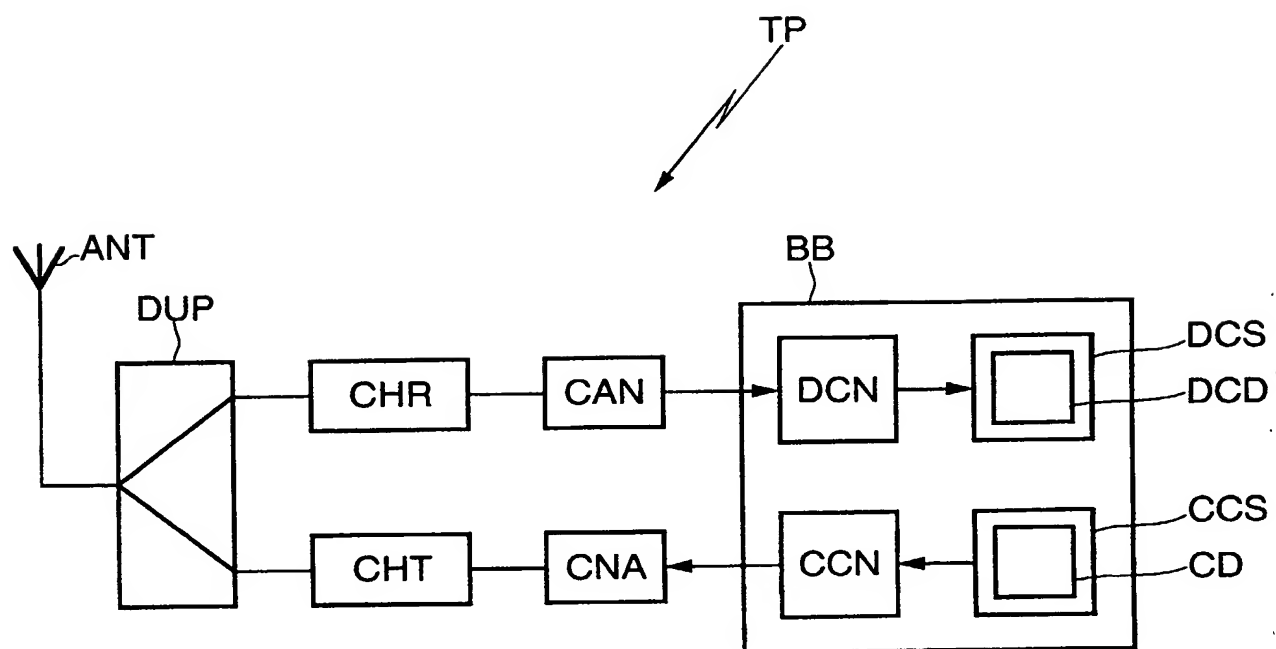 TP
ANT
BB
DUP
DCS
CHR
CAN
DCN
DCD
CCS
CHT
CNA
CCN
CD